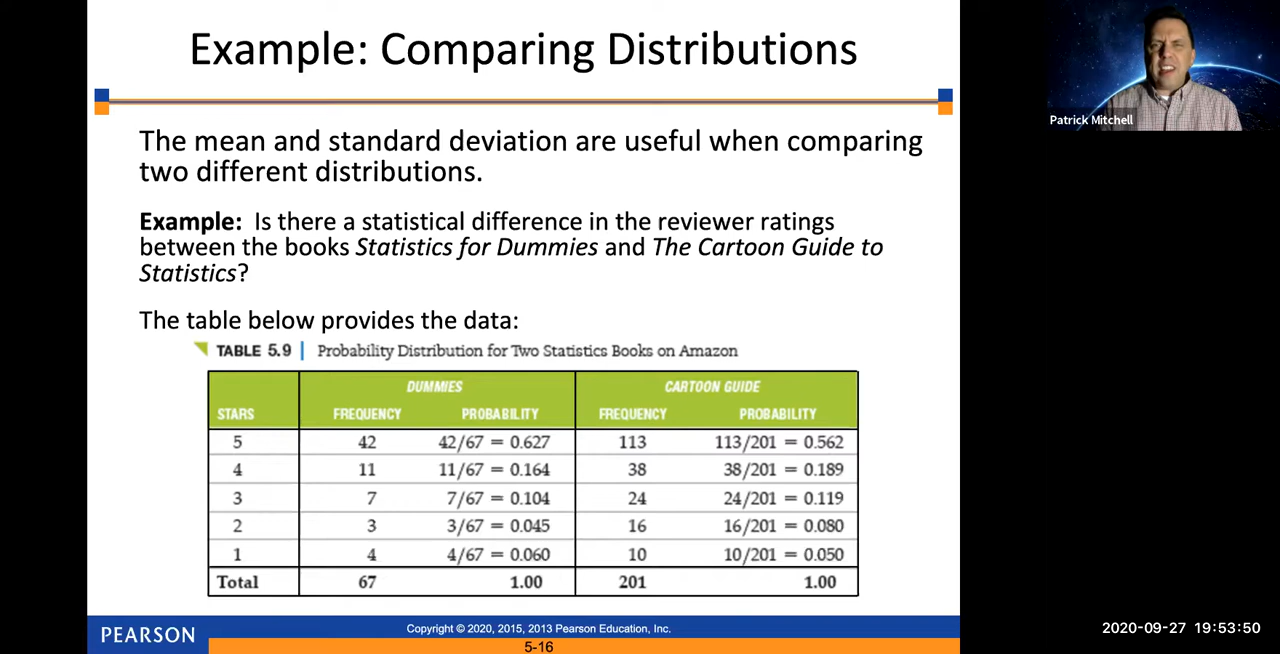 Example: Comparing Distributions
Patrick Mitchell
The mean and standard deviation are useful when comparing
two different distributions.
Example: Is there a statistical difference in the reviewer ratings
between the books Statistics for Dummies and The Cartoon Guide to
Statistics?
The table below provides the data:
TABLE 5.9 | Probability Distribution for Two Statistics Books on Amazon
DUMMIES CARTOON GUIDE
STARS FREQUENCY PROBABILITY FREQUENCY PROBABILITY
5 42 42/67 = 0.627 113 113/201 = 0.562
4 11 11/67 = 0.164 38 38/201 = 0.189
3 7 7/67 = 0.104 24 24/201 = 0.119
2 3 3/67 = 0.045 16 16/201 = 0.080
1 4 4/67 = 0.060 10 10/201 = 0.050
Total 67 1.00 201 1.00
PEARSON
Copyright © 2020, 2015, 2013 Pearson Education, Inc.
5-16
2020-09-27 19:53:50